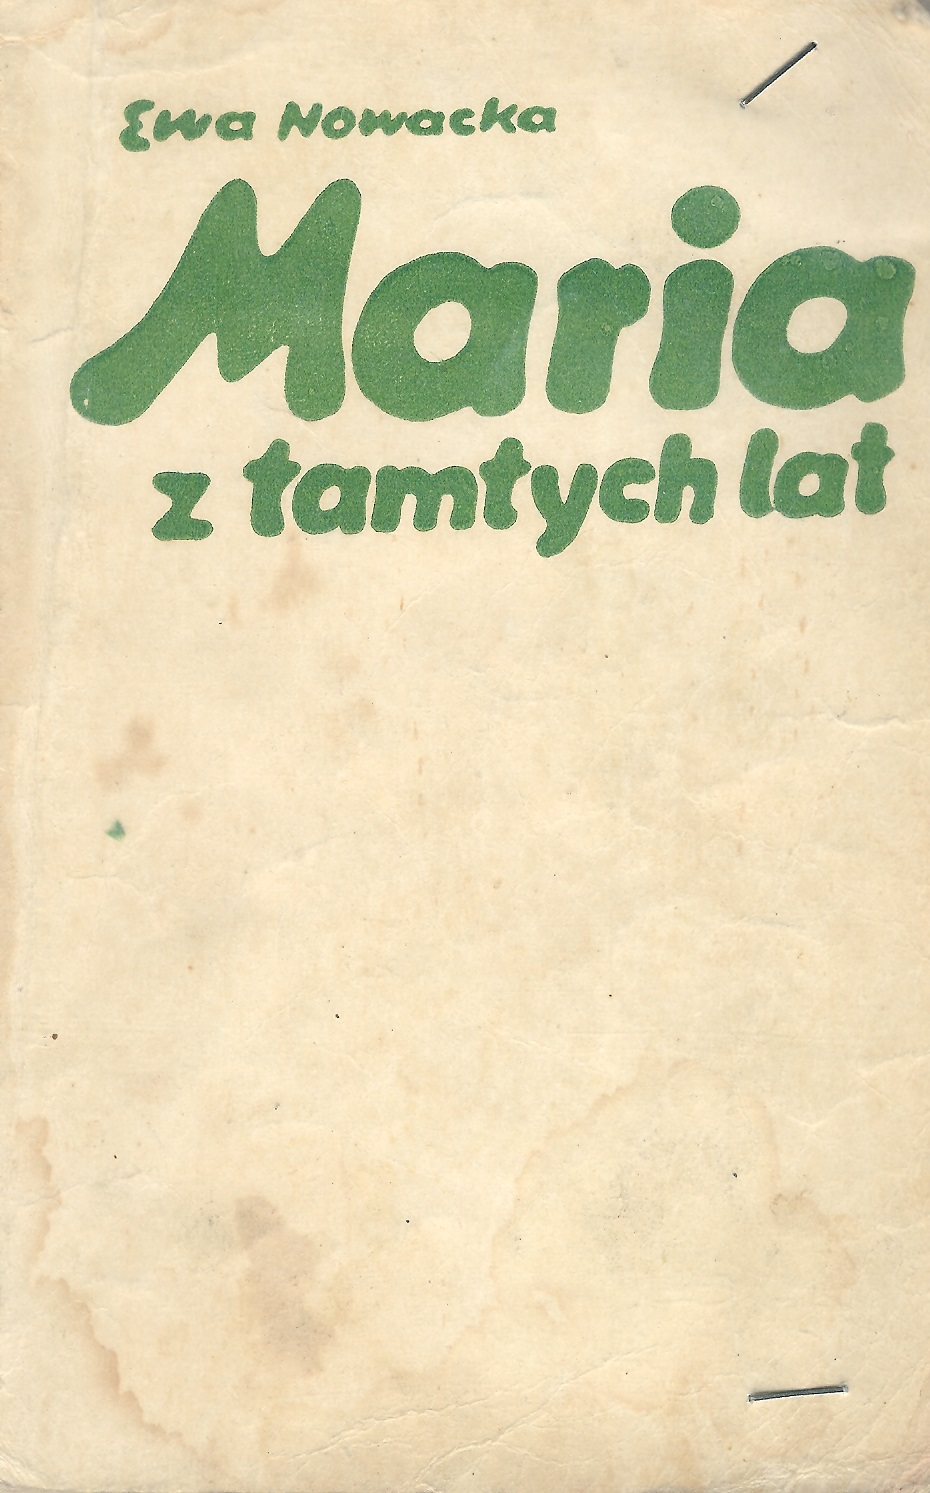 Ewa Nowacka
Maria
z tamtych lat